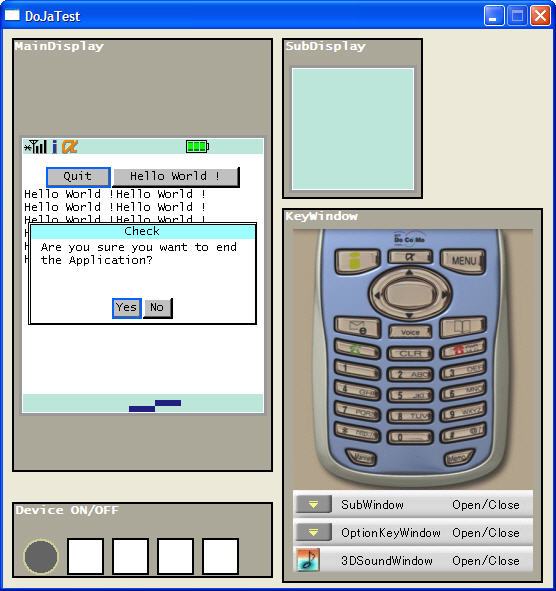 DoJaTest
MainDisplay
SubDisplay
i α
Quit Hello World !
Hello World !Hello World !
Hello World !Hello World !
Hello World !Hello World !
Check
Are you sure you want to end
the Application?
Yes No
KeyWindow
DoCoMo
i α MENU
Voice
CLR
1 2 ABC 3 DEF
4 GHI 5 JKL 6 MNO
7 PQRS 8 TUV 9 WXYZ
* 0 #
Manner Memo
SubWindow Open/Close
OptionKeyWindow Open/Close
3DSoundWindow Open/Close
Device ON/OFF